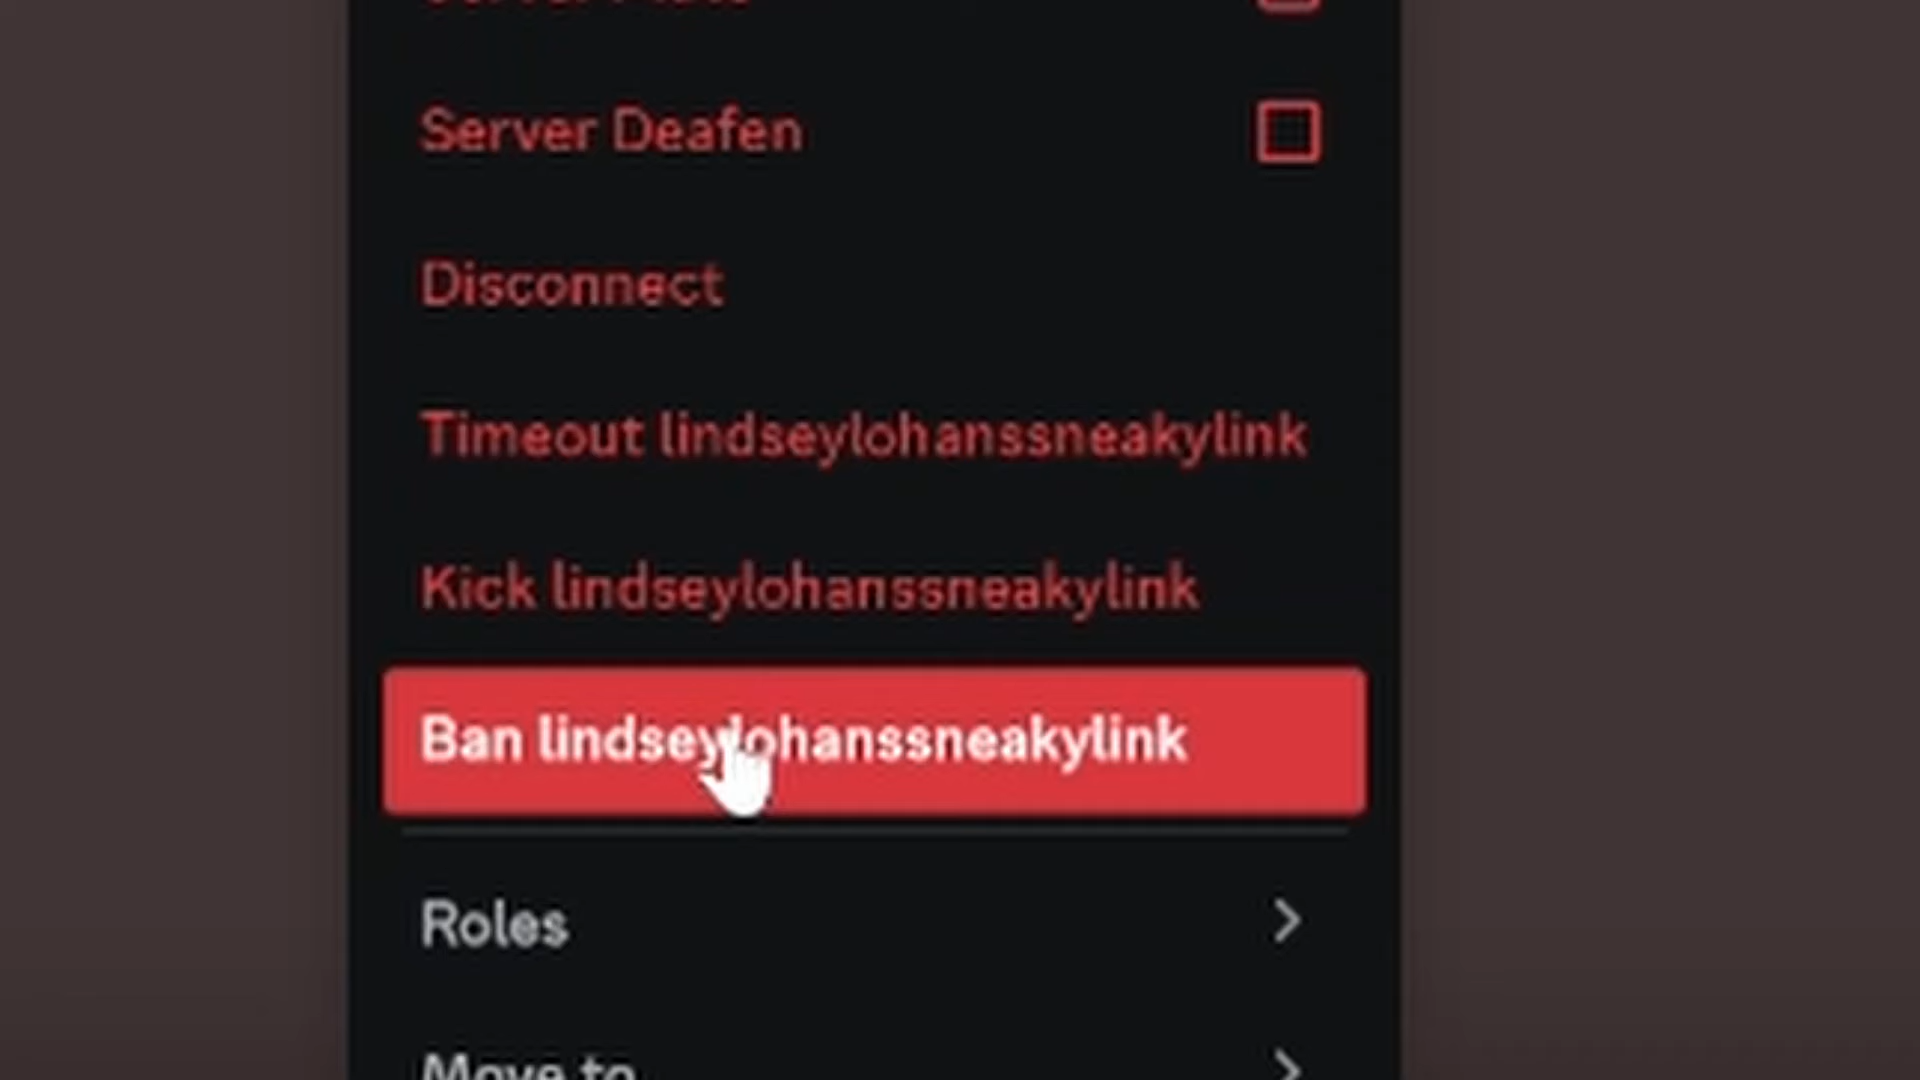 Server Deafen
Disconnect
Timeout lindseylohanssneakylink
Kick lindseylohanssneakylink
Ban lindseylohanssneakylink
Roles
Move to